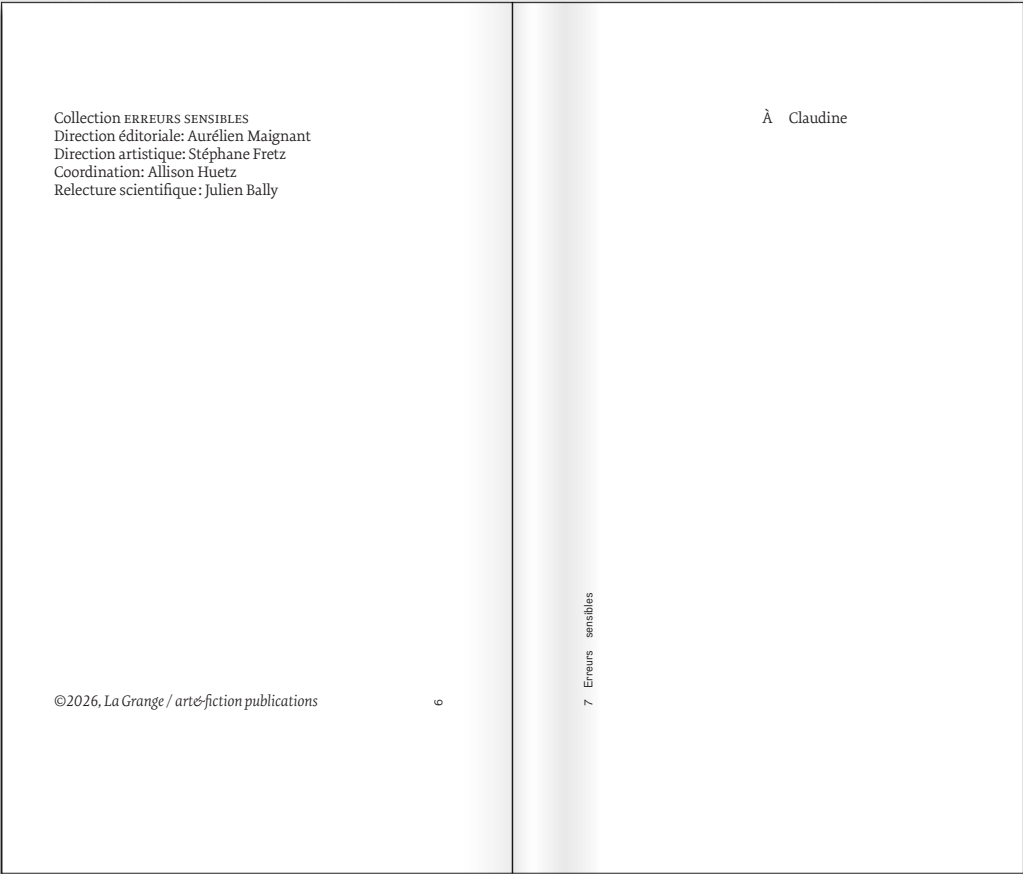 Collection ERREURS SENSIBLES
Direction éditoriale: Aurélien Maignant
Direction artistique: Stéphane Fretz
Coordination: Allison Huetz
Relecture scientifique : Julien Bally
©2026, La Grange / art&fiction publications
6
À Claudine
7 Erreurs sensibles